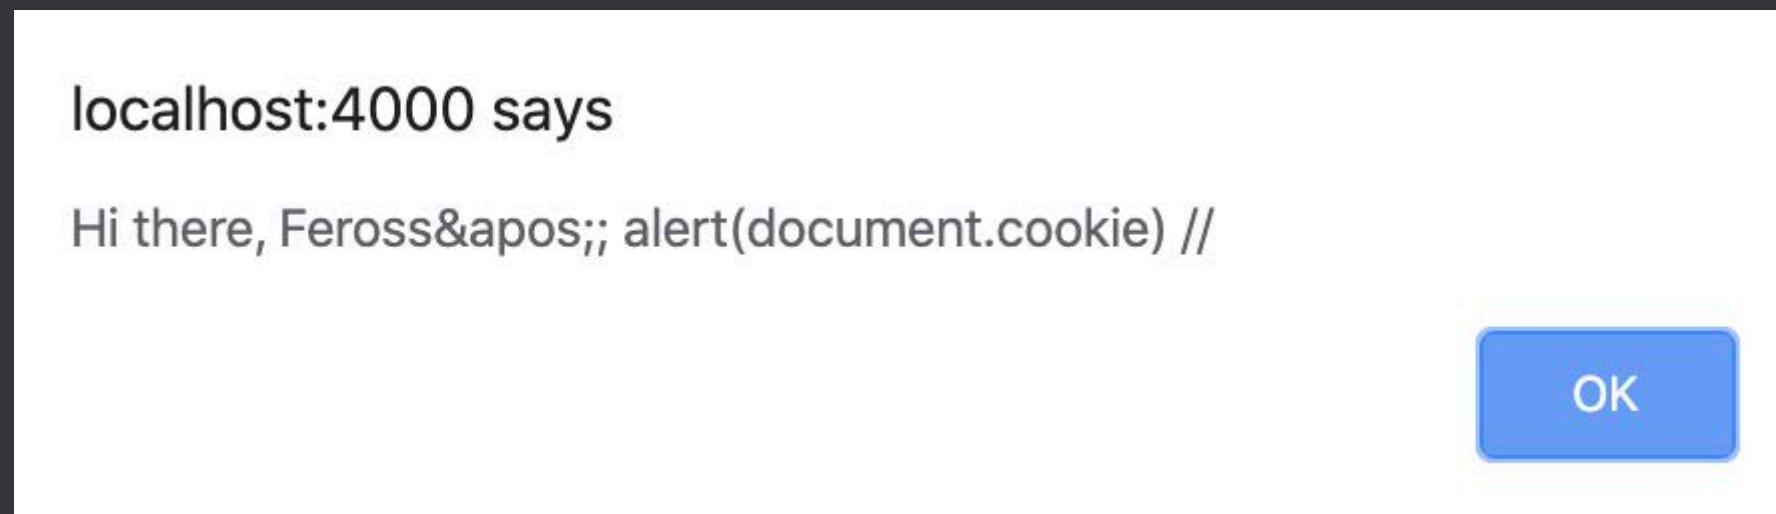 localhost:4000 says
Hi there, Feross&apos;; alert(document.cookie) //
OK